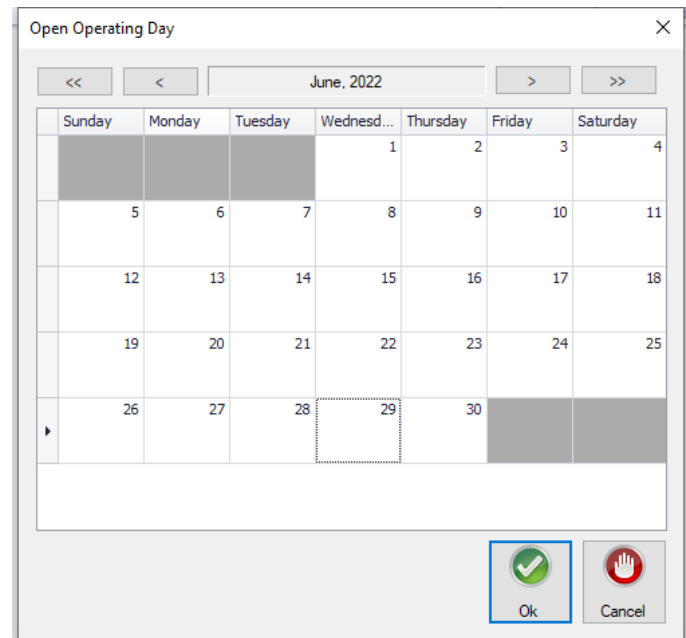 Open Operating Day
<< < June, 2022 > >>
Sunday Monday Tuesday Wednesd... Thursday Friday Saturday
1 2 3 4
5 6 7 8 9 10 11
12 13 14 15 16 17 18
19 20 21 22 23 24 25
26 27 28 29 30
Ok Cancel